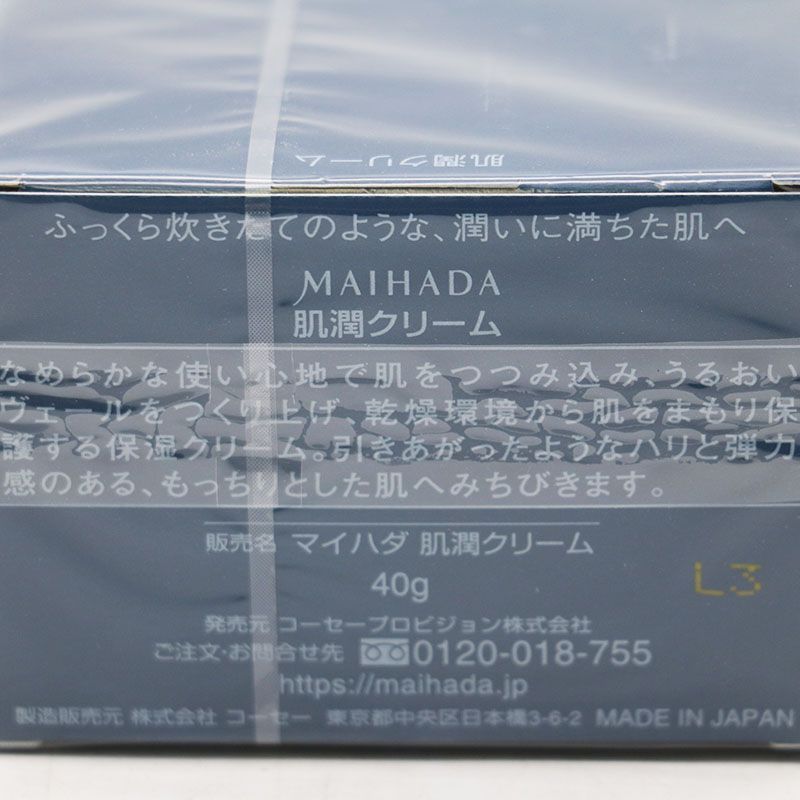 肌潤クリーム
ふっくら炊きたてのような、潤いに満ちた肌へ
MAIHADA
肌潤クリーム
なめらかな使い心地で肌をつつみ込み、うるおい
ヴェールをつくり上げ、乾燥環境から肌をまもり保
護する保湿クリーム。引きあがったようなハリと弾力
感のある、もっちりとした肌へみちびきます。
販売名 マイハダ 肌潤クリーム
40g
L3
発売元 コーセープロビジョン株式会社
ご注文・お問合せ先 0120-018-755
https://maihada.jp
製造販売元 株式会社 コーセー 東京都中央区日本橋3-6-2 MADE IN JAPAN